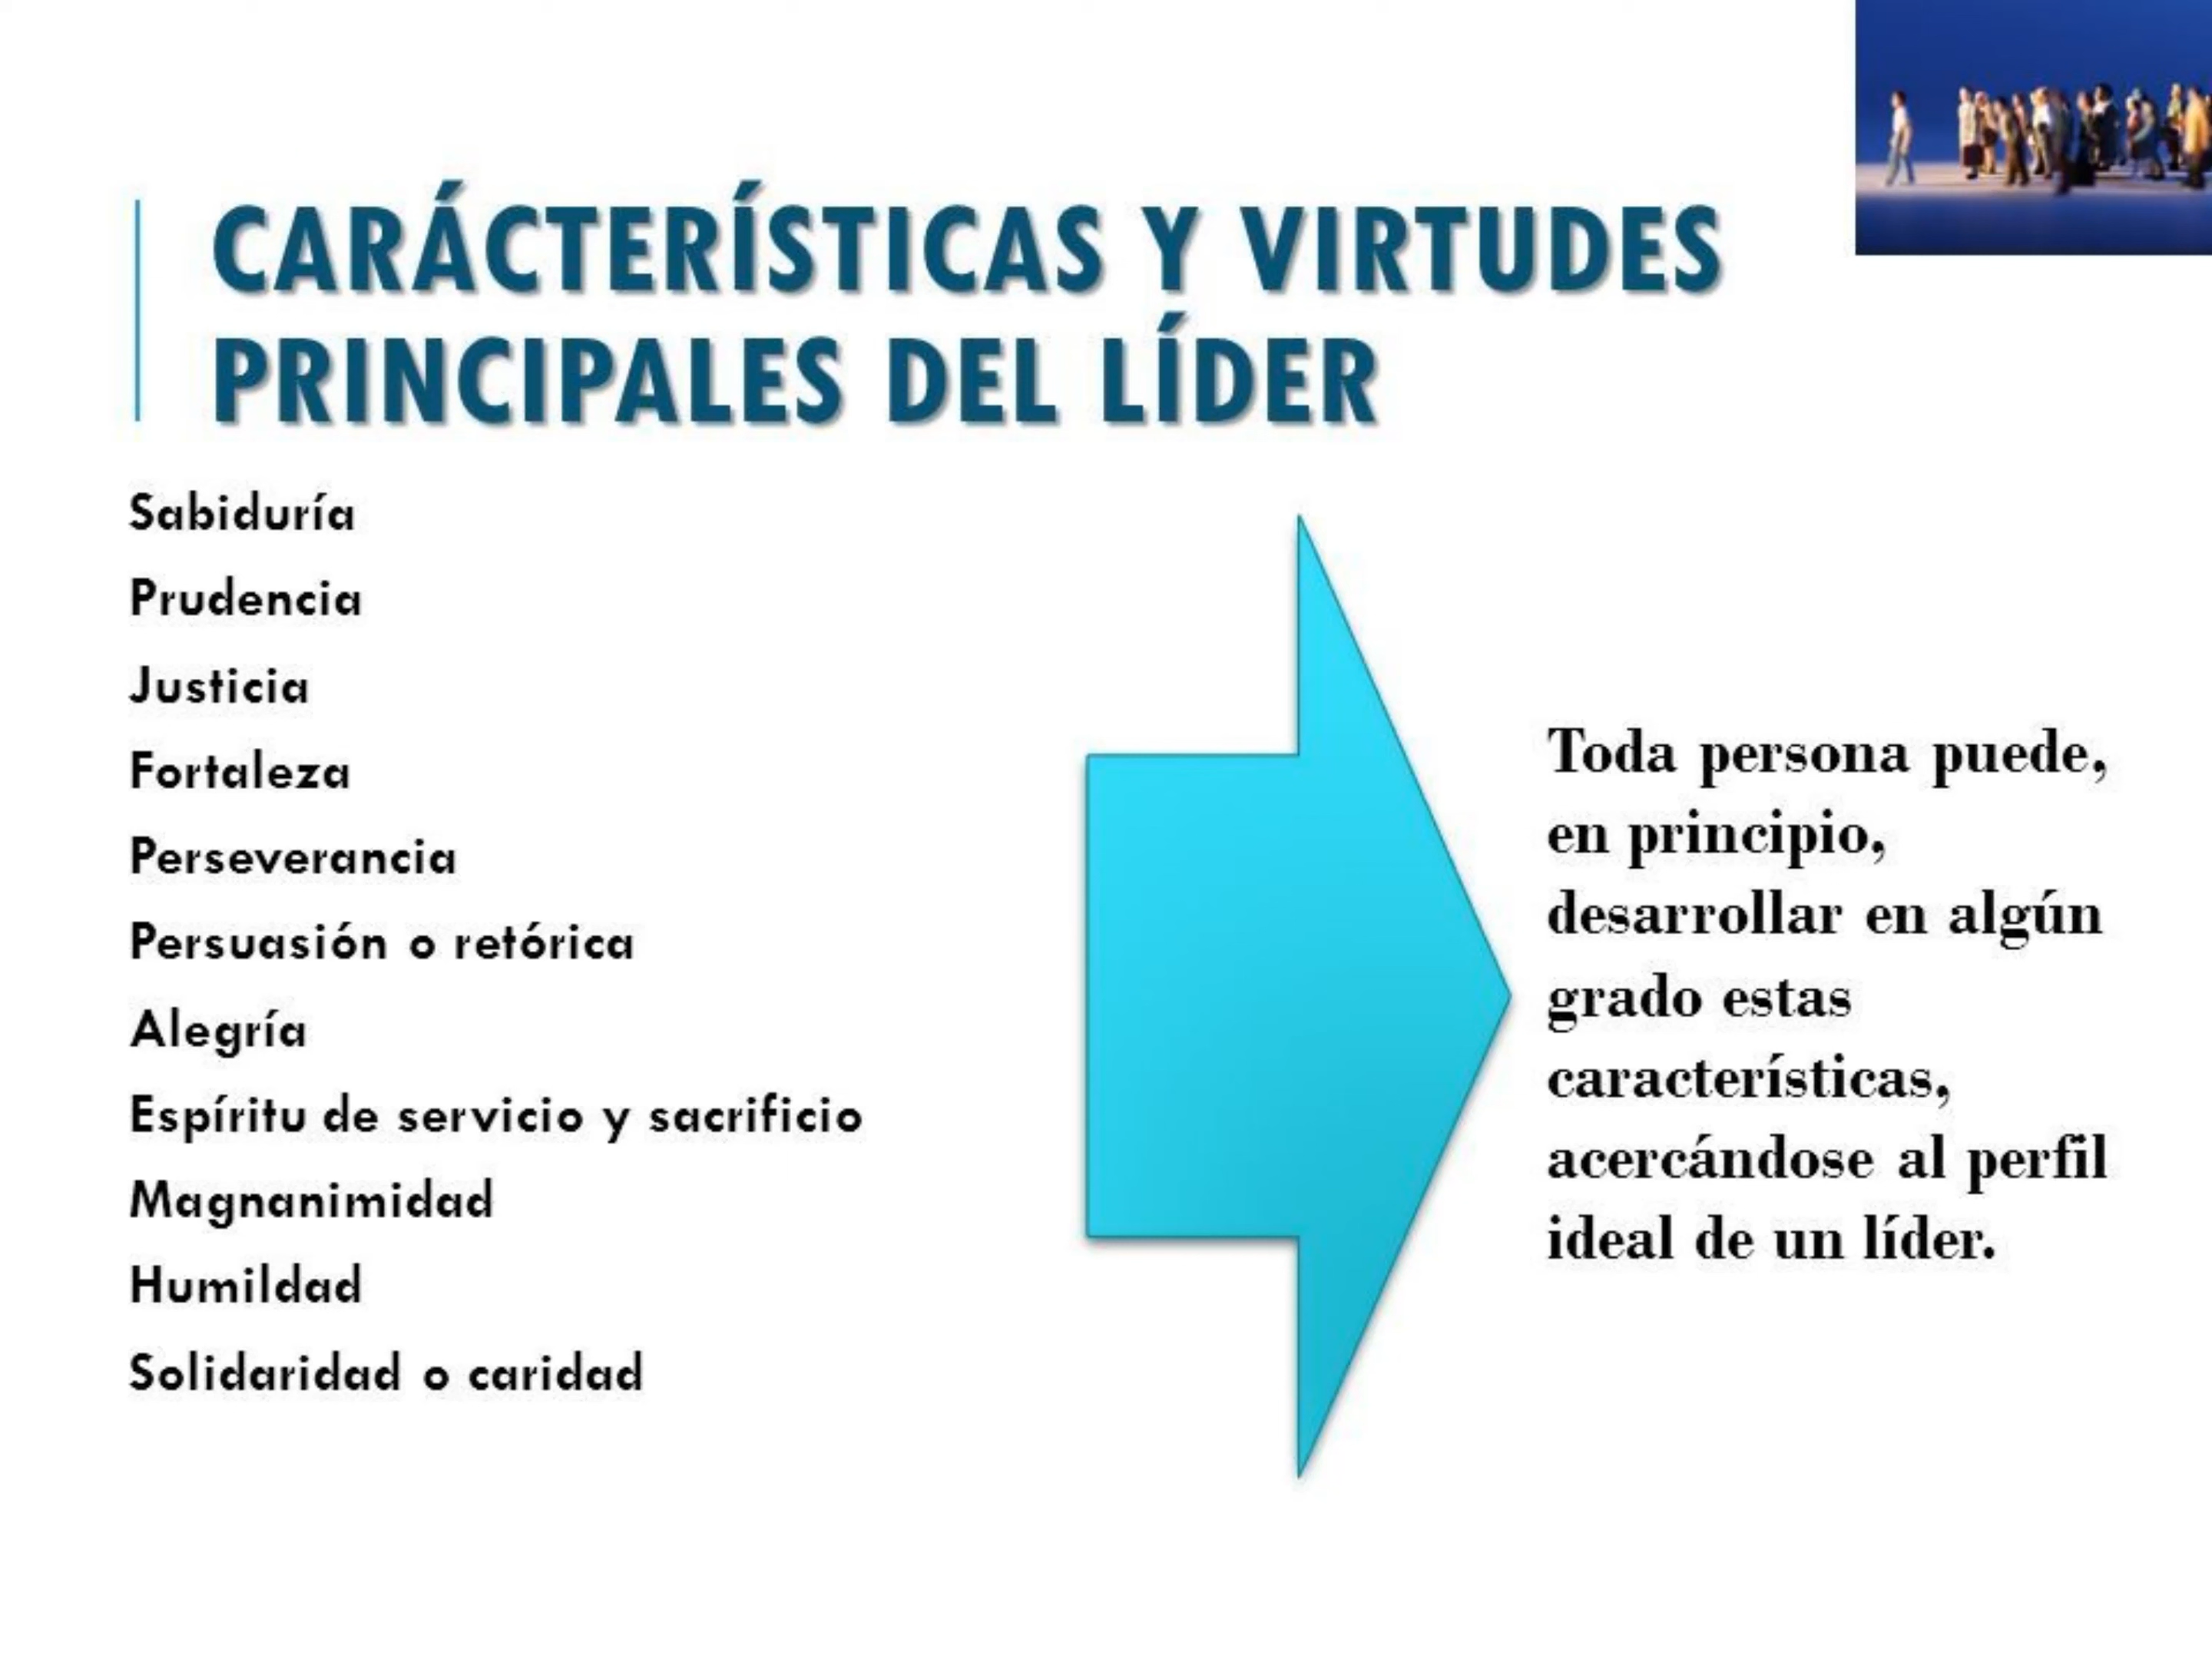 CARÁCTERÍSTICAS Y VIRTUDES
PRINCIPALES DEL LÍDER
Sabiduría
Prudencia
Justicia
Fortaleza
Perseverancia
Persuasión o retórica
Alegría
Espíritu de servicio y sacrificio
Magnanimidad
Humildad
Solidaridad o caridad
Toda persona puede,
en principio,
desarrollar en algún
grado estas
características,
acercándose al perfil
ideal de un líder.